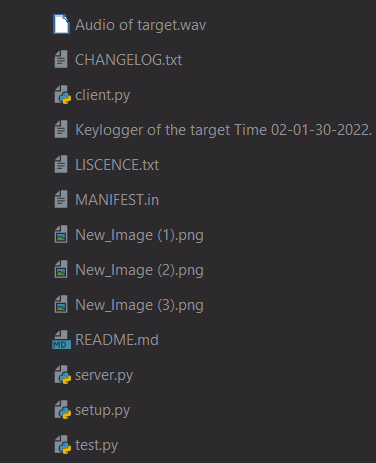 Audio of target.wav
CHANGELOG.txt
client.py
Keylogger of the target Time 02-01-30-2022.
LISCENCE.txt
MANIFEST.in
New_Image (1).png
New_Image (2).png
New_Image (3).png
MD README.md
server.py
setup.py
test.py